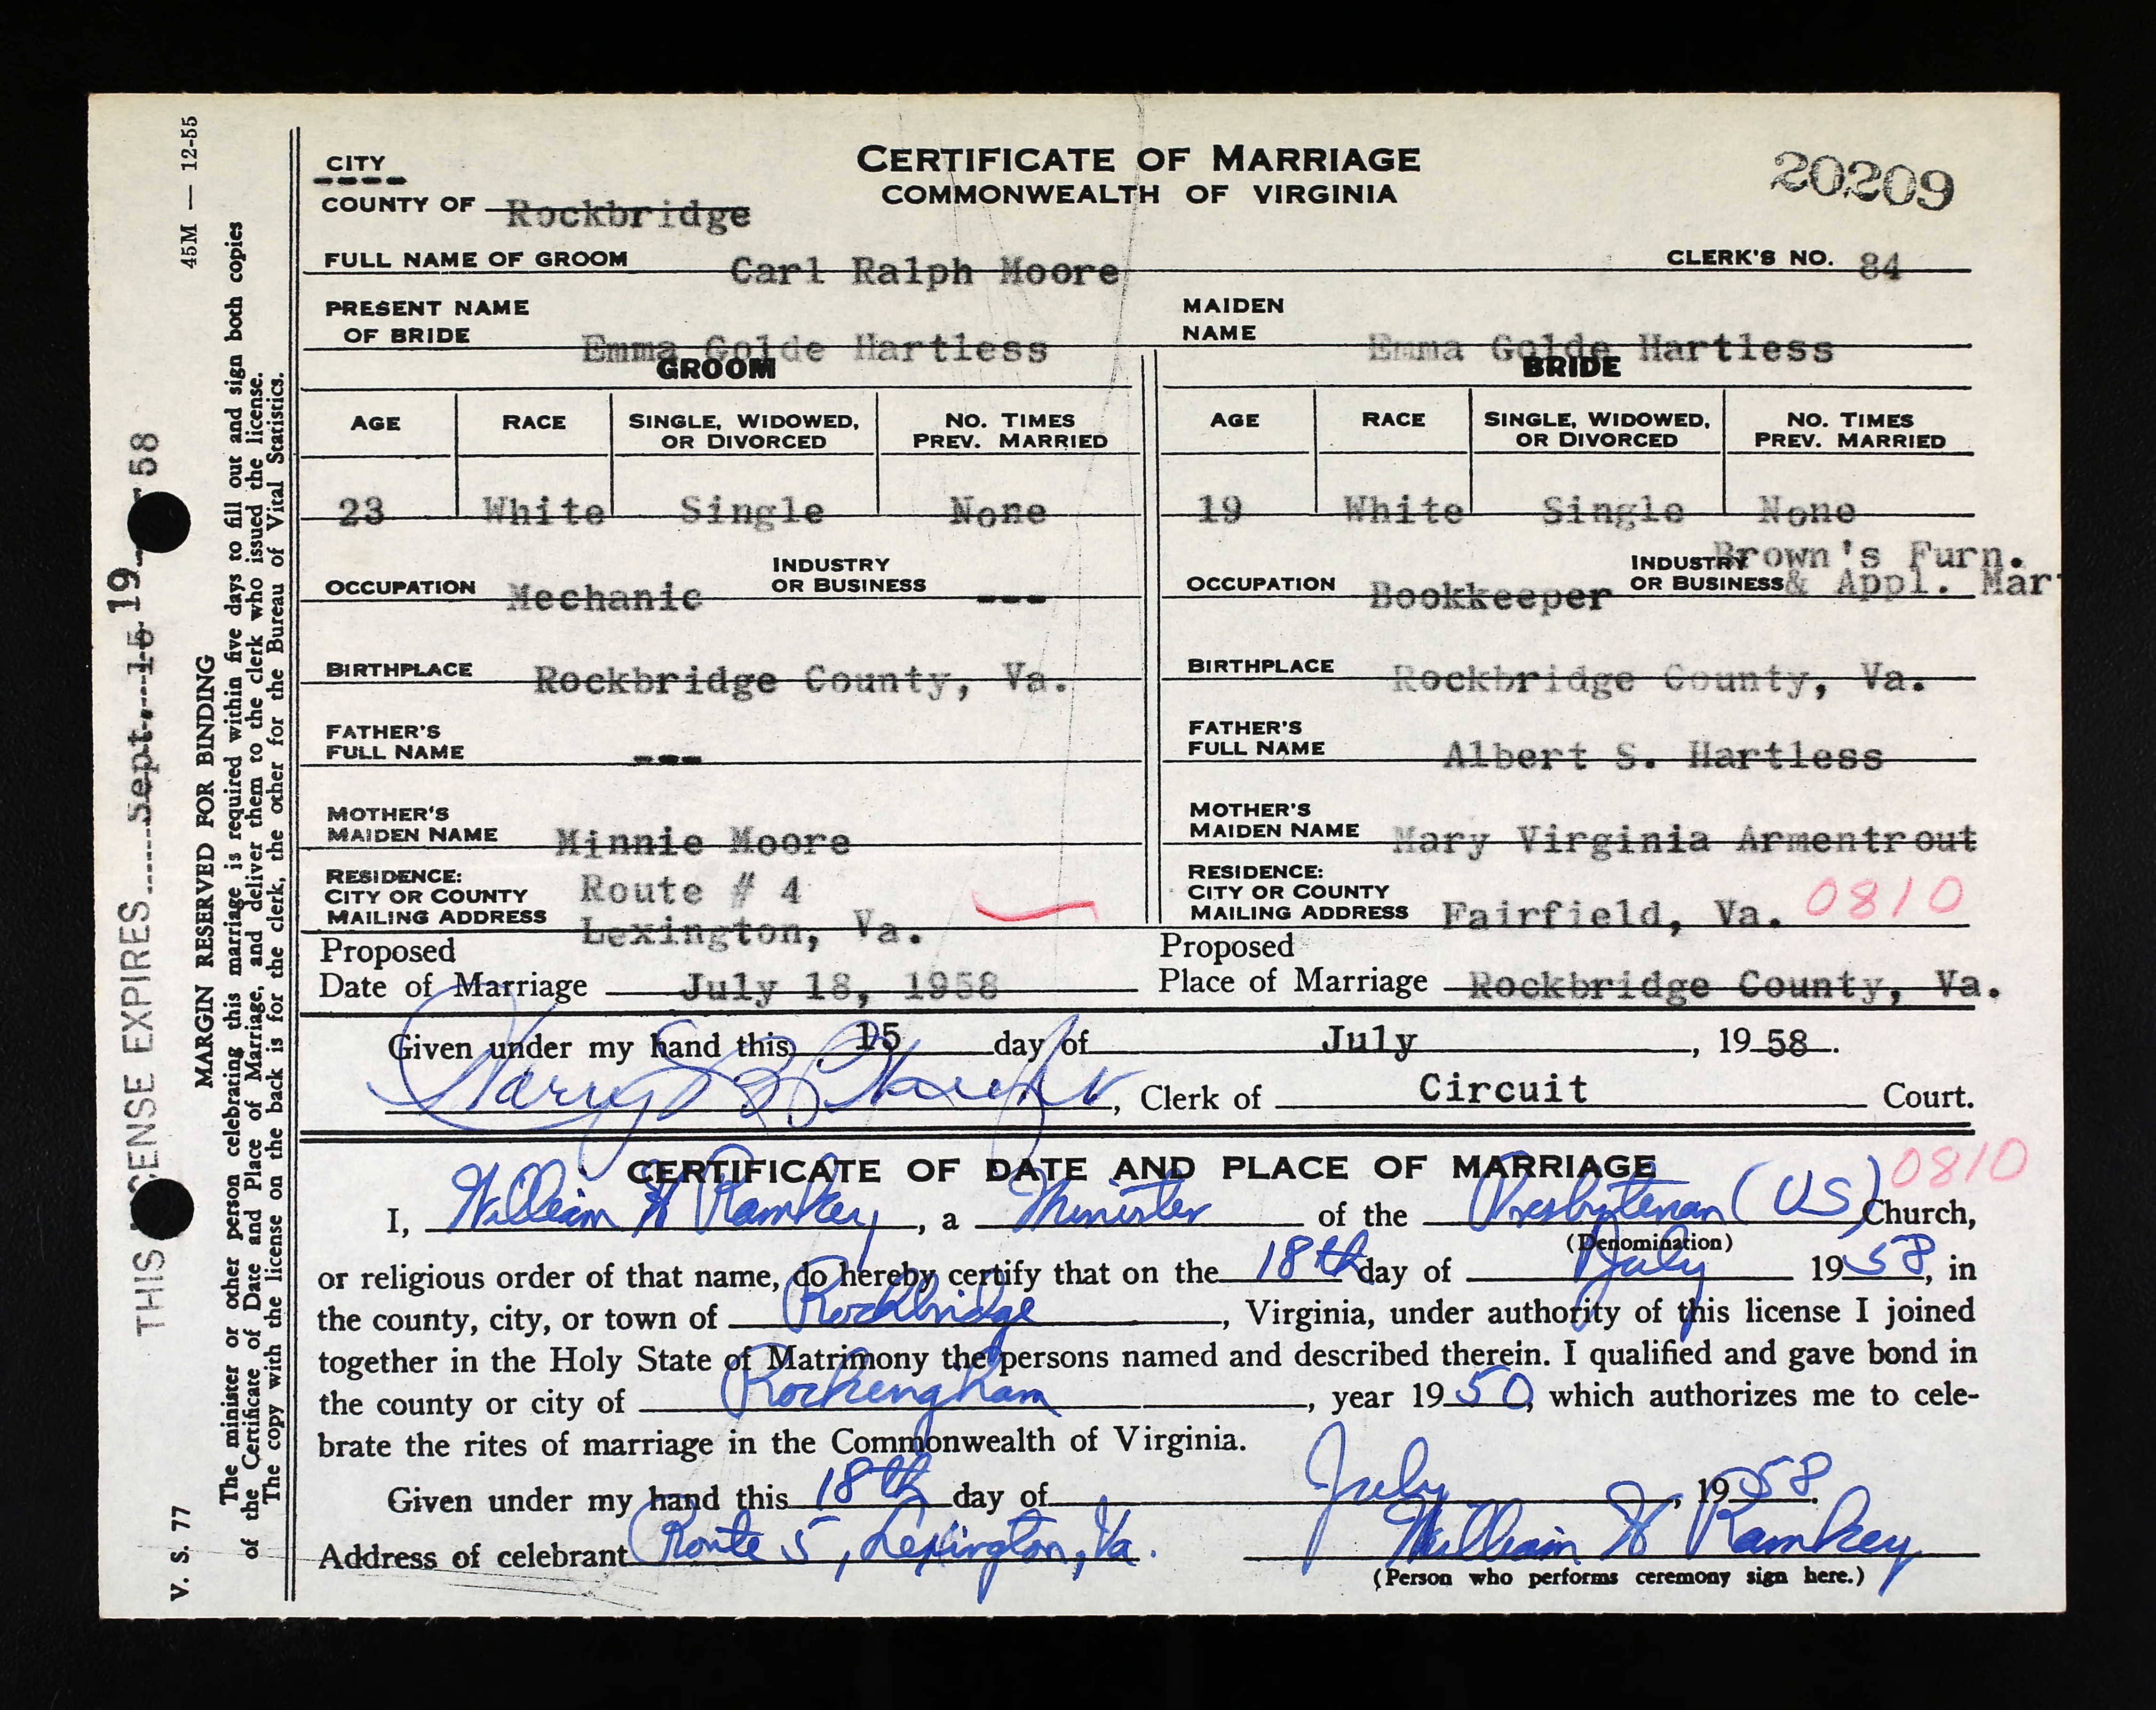 45M — 12-55
CITY
CERTIFICATE OF MARRIAGE
20209
COUNTY OF Rockbridge
COMMONWEALTH OF VIRGINIA
FULL NAME OF GROOM Carl Ralph Moore
CLERK'S NO. 84
PRESENT NAME
OF BRIDE Emma Golde Hartless
MAIDEN
NAME Emma Golde Hartless
GROOM
BRIDE
AGE RACE SINGLE, WIDOWED, NO. TIMES
OR DIVORCED PREV. MARRIED
AGE RACE SINGLE, WIDOWED, NO. TIMES
OR DIVORCED PREV. MARRIED
23 White Single None
19 White Single None
OCCUPATION Mechanic INDUSTRY
OR BUSINESS ---
OCCUPATION Bookkeeper INDUSTRY Brown's Furn.
OR BUSINESS & Appl. Mar
BIRTHPLACE Rockbridge County, Va.
BIRTHPLACE Rockbridge County, Va.
FATHER'S
FULL NAME ---
FATHER'S
FULL NAME Albert S. Hartless
MOTHER'S
MAIDEN NAME Minnie Moore
MOTHER'S
MAIDEN NAME Mary Virginia Armentrout
RESIDENCE:
CITY OR COUNTY Route # 4
MAILING ADDRESS Lexington, Va.
RESIDENCE:
CITY OR COUNTY
MAILING ADDRESS Fairfield, Va. 0810
Proposed
Date of Marriage July 18, 1958
Proposed
Place of Marriage Rockbridge County, Va.
Given under my hand this 15 day of July, 1958.
Harry, Clerk of Circuit Court.
CERTIFICATE OF DATE AND PLACE OF MARRIAGE 0810
I, William H Ramkey, a Minister of the Presbyterian (US) Church,
(Denomination)
or religious order of that name, do hereby certify that on the 18th day of July 1958, in
the county, city, or town of Rockbridge, Virginia, under authority of this license I joined
together in the Holy State of Matrimony the persons named and described therein. I qualified and gave bond in
the county or city of Rockingham, year 1950, which authorizes me to cele-
brate the rites of marriage in the Commonwealth of Virginia.
Given under my hand this 18th day of July, 1958.
Address of celebrant Route 5, Lexington, Va. William H Ramkey
(Person who performs ceremony sign here.)
THIS LICENSE EXPIRES Sept. 15 19 58
MARGIN RESERVED FOR BINDING
The minister or other person celebrating this marriage is required within five days to fill out and sign both copies
of the Certificate of Date and Place of Marriage, and deliver them to the clerk who issued the license.
The copy with the license on the back is for the clerk, the other for the Bureau of Vital Statistics.
V. S. 77